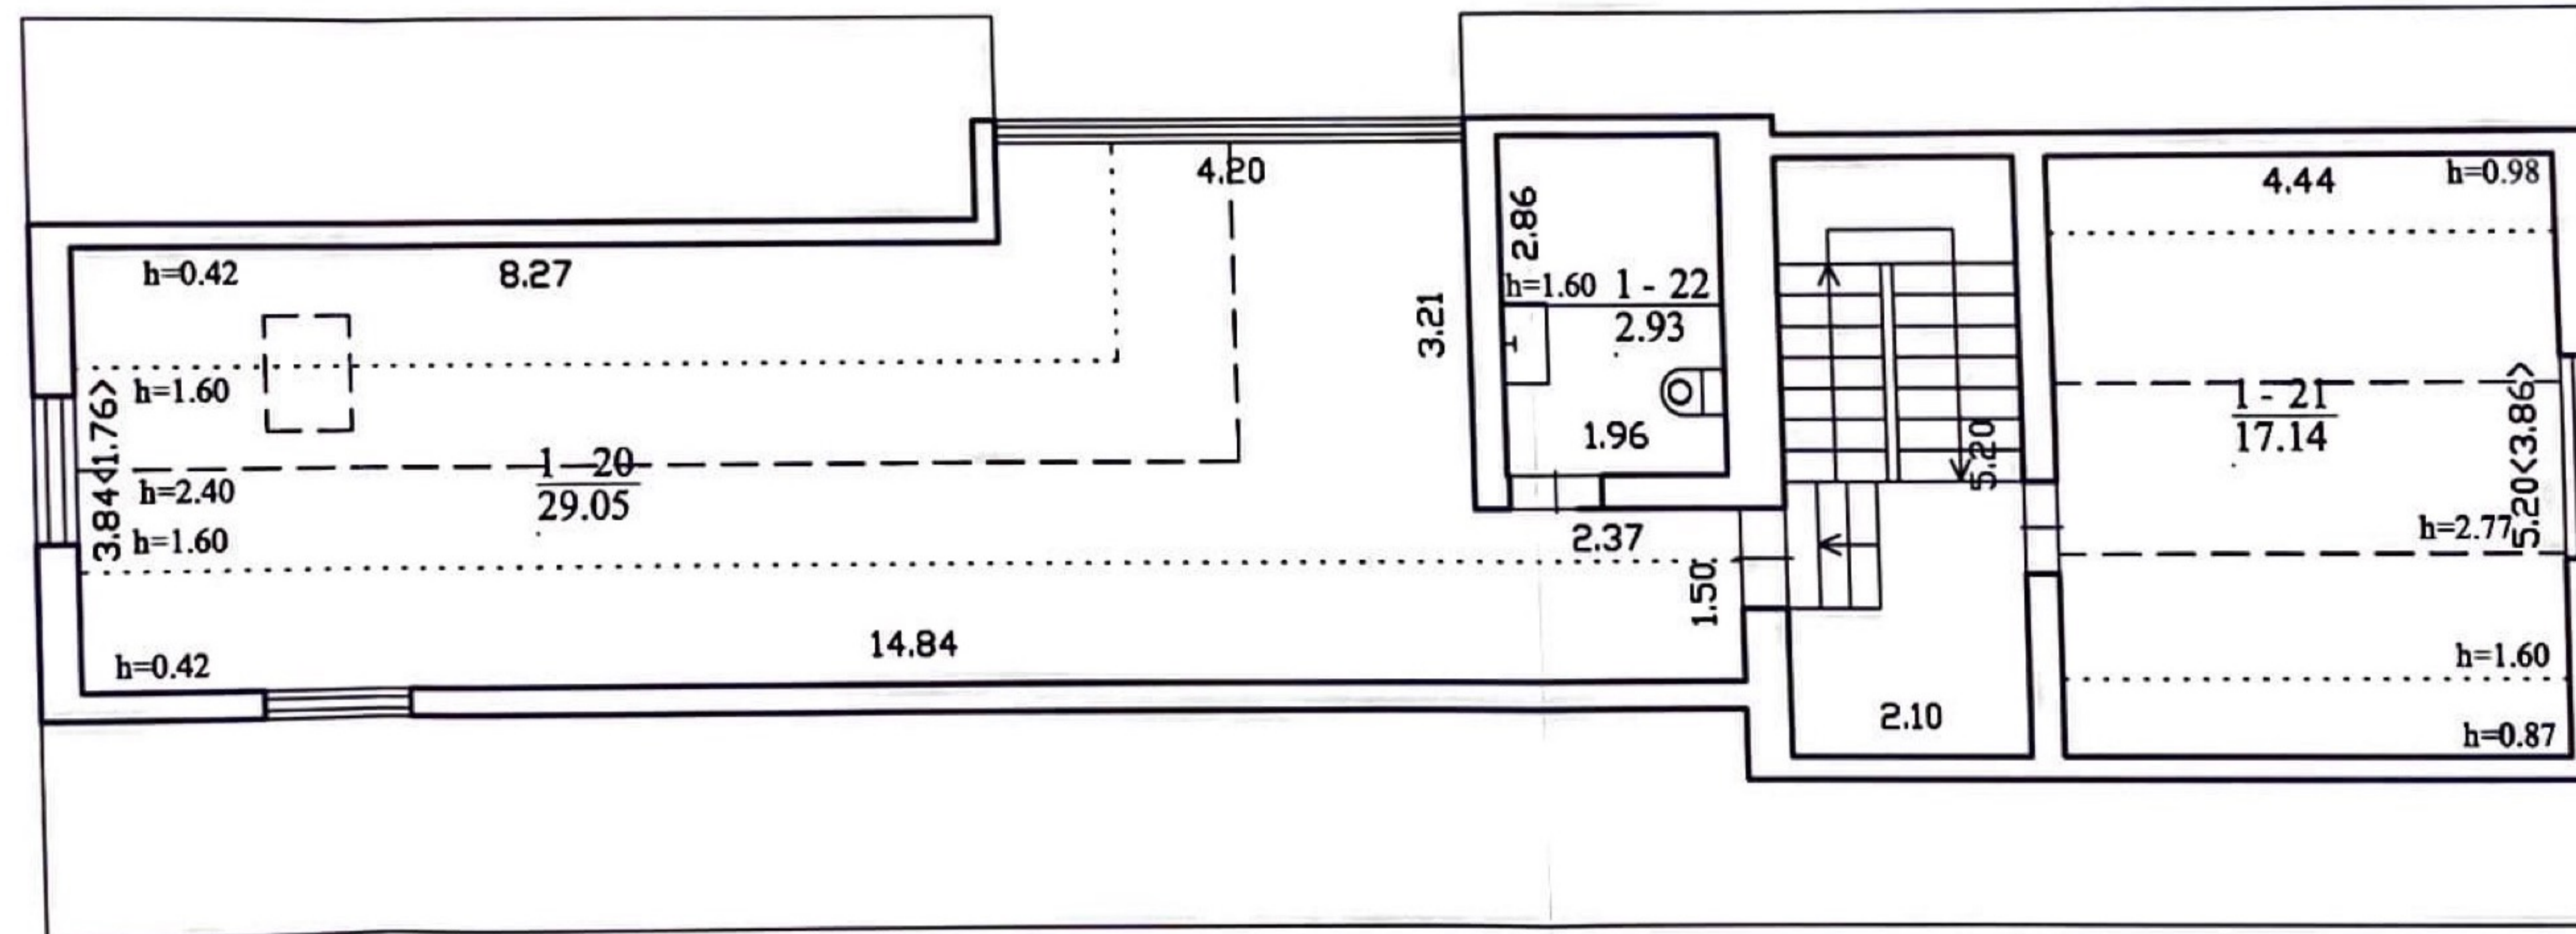 4.20
4.44
h=0.98
2.86
h=0.42
8.27
h=1.60
1 - 22
2.93
3.21
h=1.60
3.84<1.76>
1 - 21
17.14
5.20<3.86>
1.96
5.20
1-20
29.05
h=2.40
h=1.60
2.37
h=2.77
1.50
14.84
h=1.60
h=0.42
2.10
h=0.87